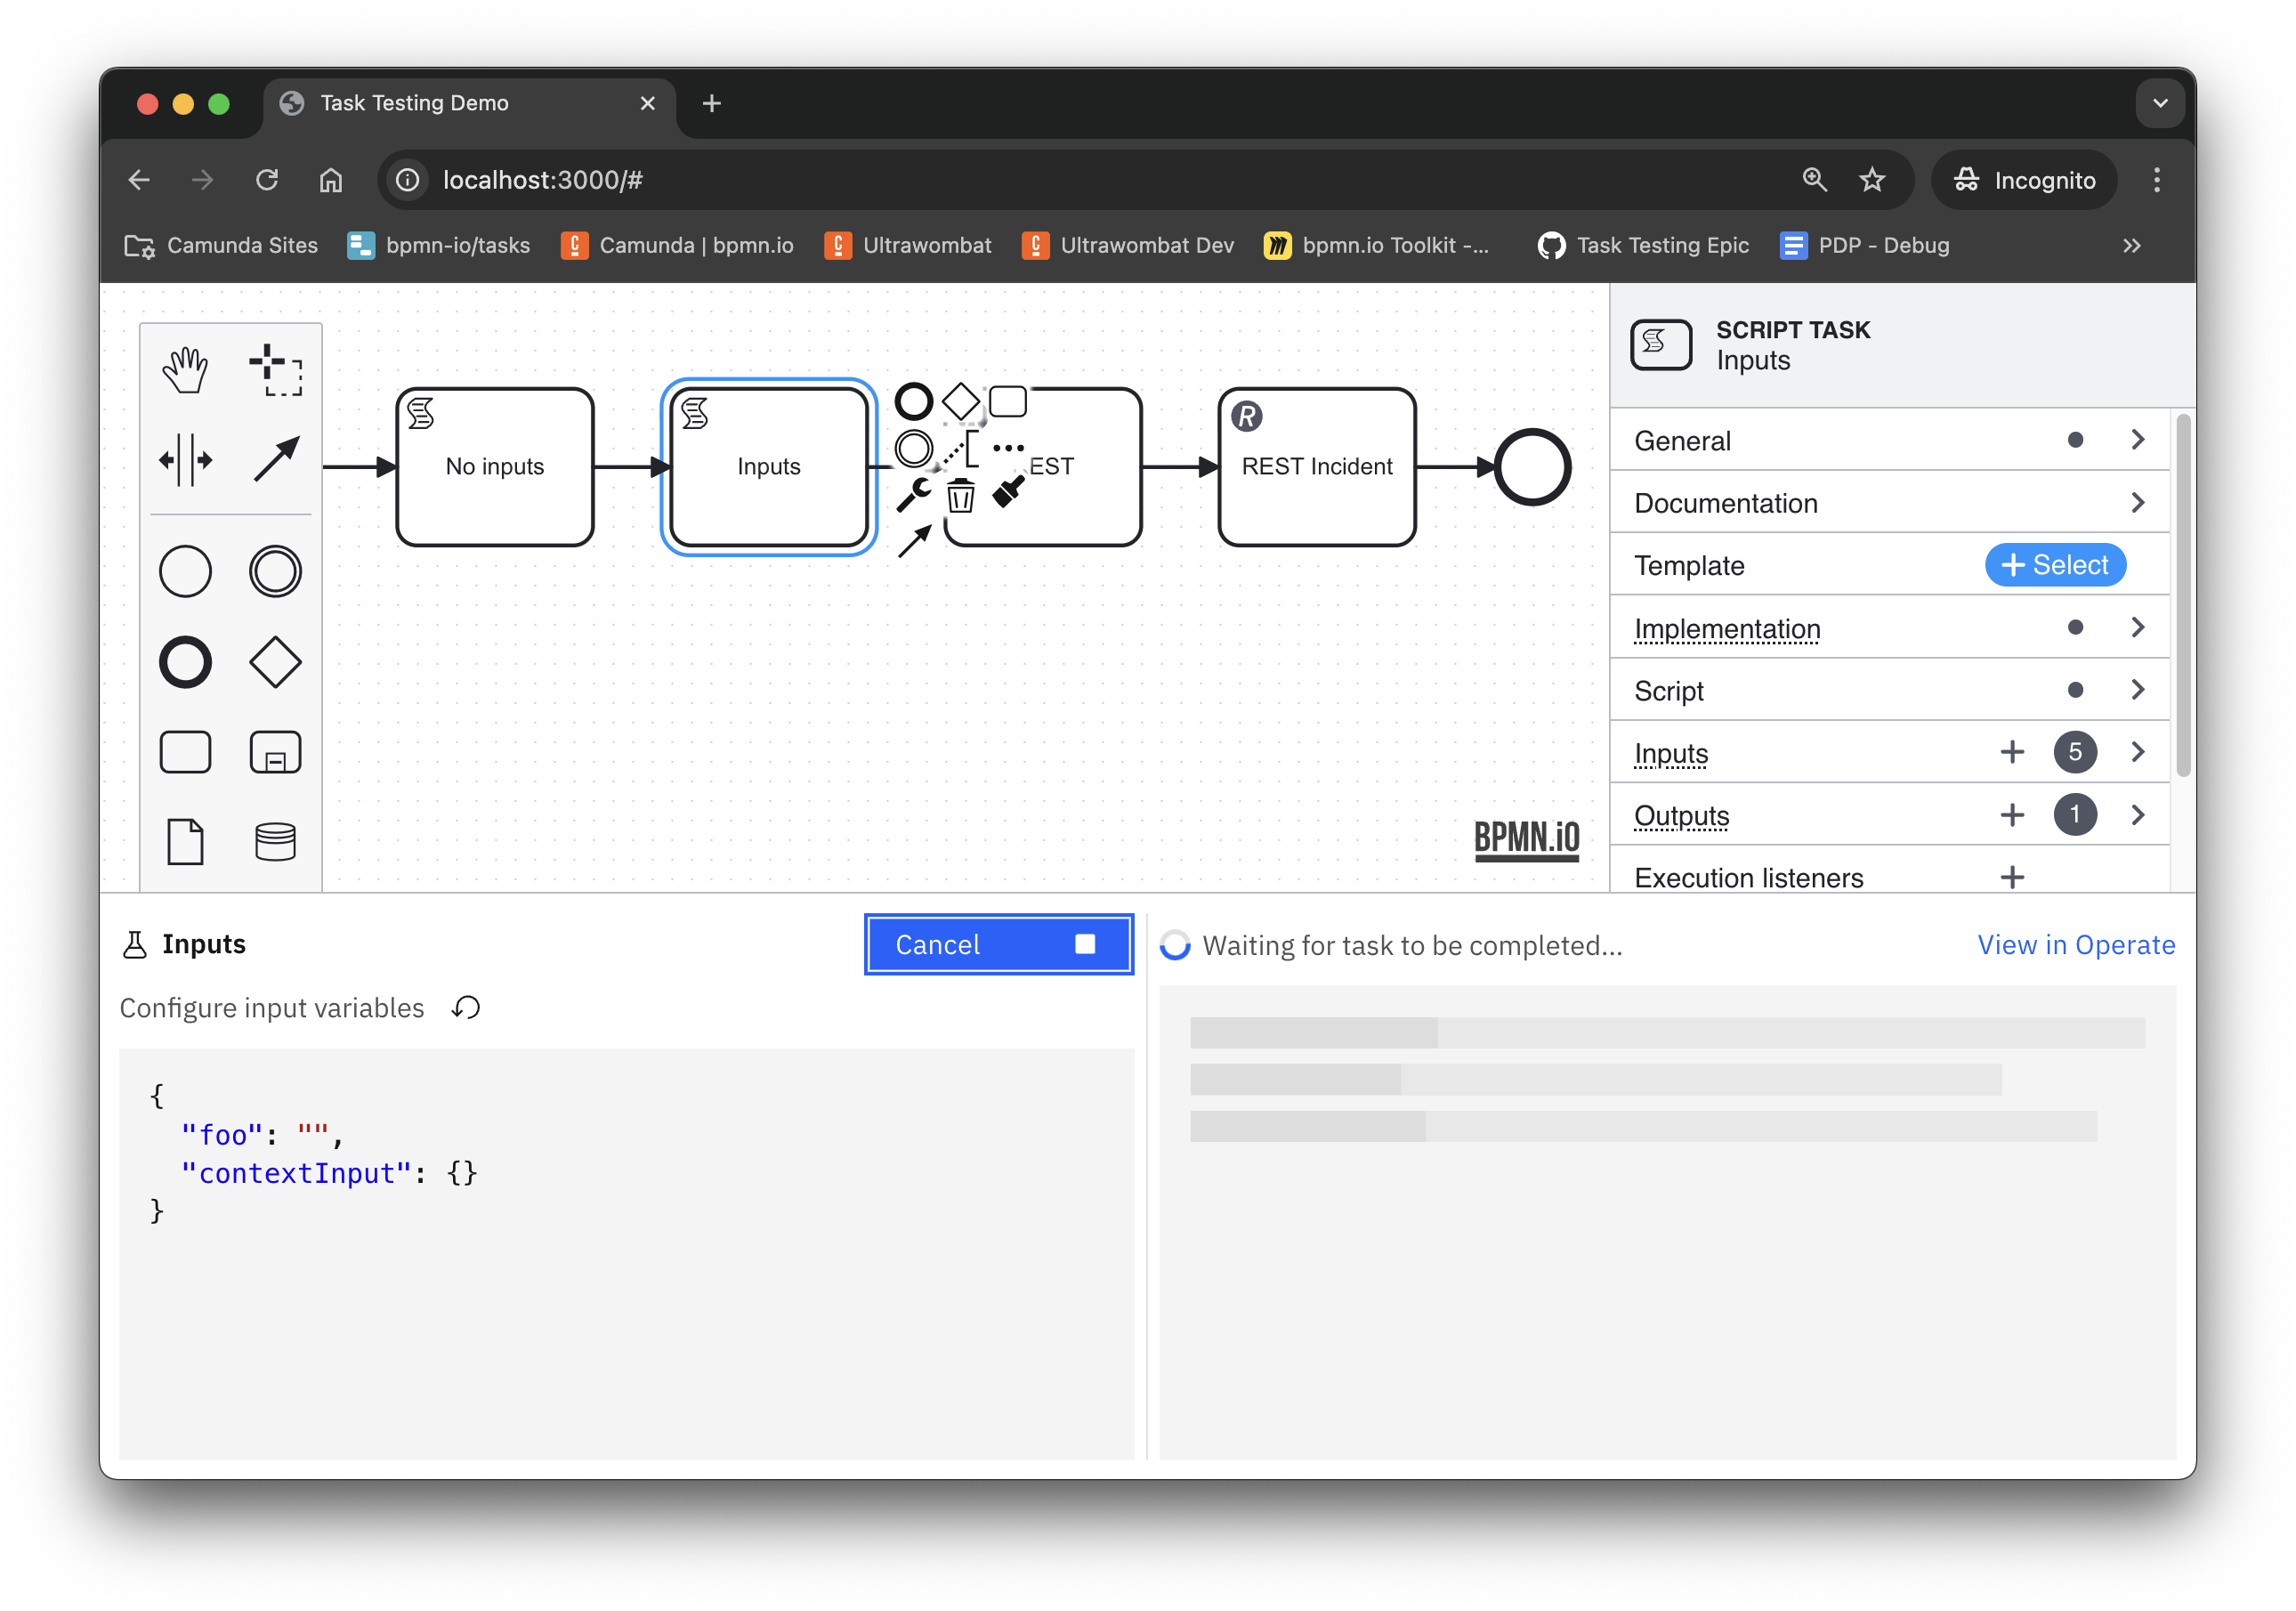 Task Testing Demo
localhost:3000/#
Incognito
Camunda Sites
bpmn-io/tasks
Camunda | bpmn.io
Ultrawombat
Ultrawombat Dev
bpmn.io Toolkit -...
Task Testing Epic
PDP - Debug
No inputs
Inputs
EST
R
REST Incident
BPMN.iO
SCRIPT TASK
Inputs
General
Documentation
Template
Select
Implementation
Script
Inputs
5
Outputs
1
Execution listeners
Inputs
Cancel
Configure input variables
{
"foo": "",
"contextInput": {}
}
Waiting for task to be completed...
View in Operate